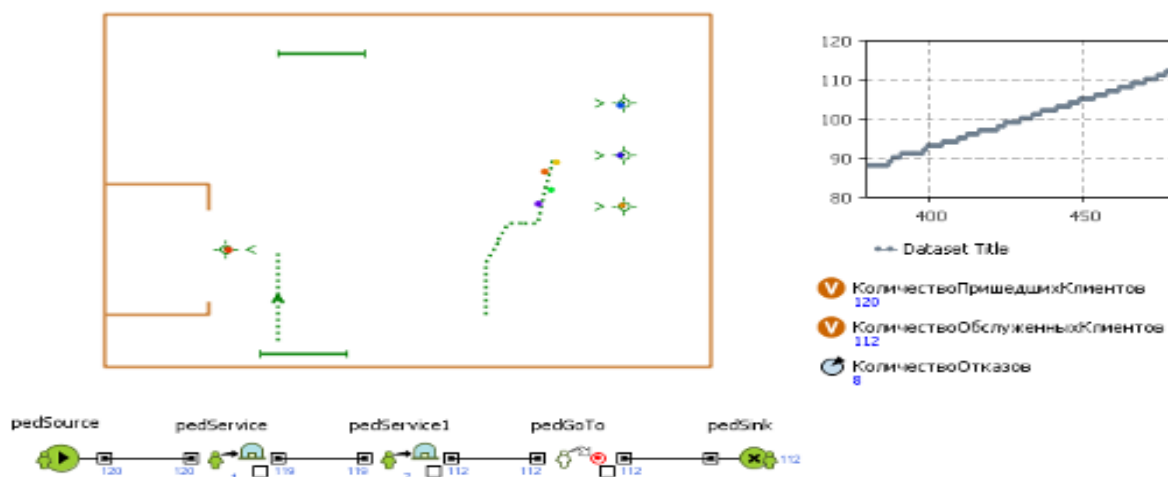 120
110
100
90
80
400
450
Dataset Title
V КоличествоПришедшихКлиентов
120
V КоличествоОбслуженныхКлиентов
112
КоличествоОтказов
8
pedSource pedService pedService1 pedGoTo pedSink
120 120 119 119 112 112 112 112